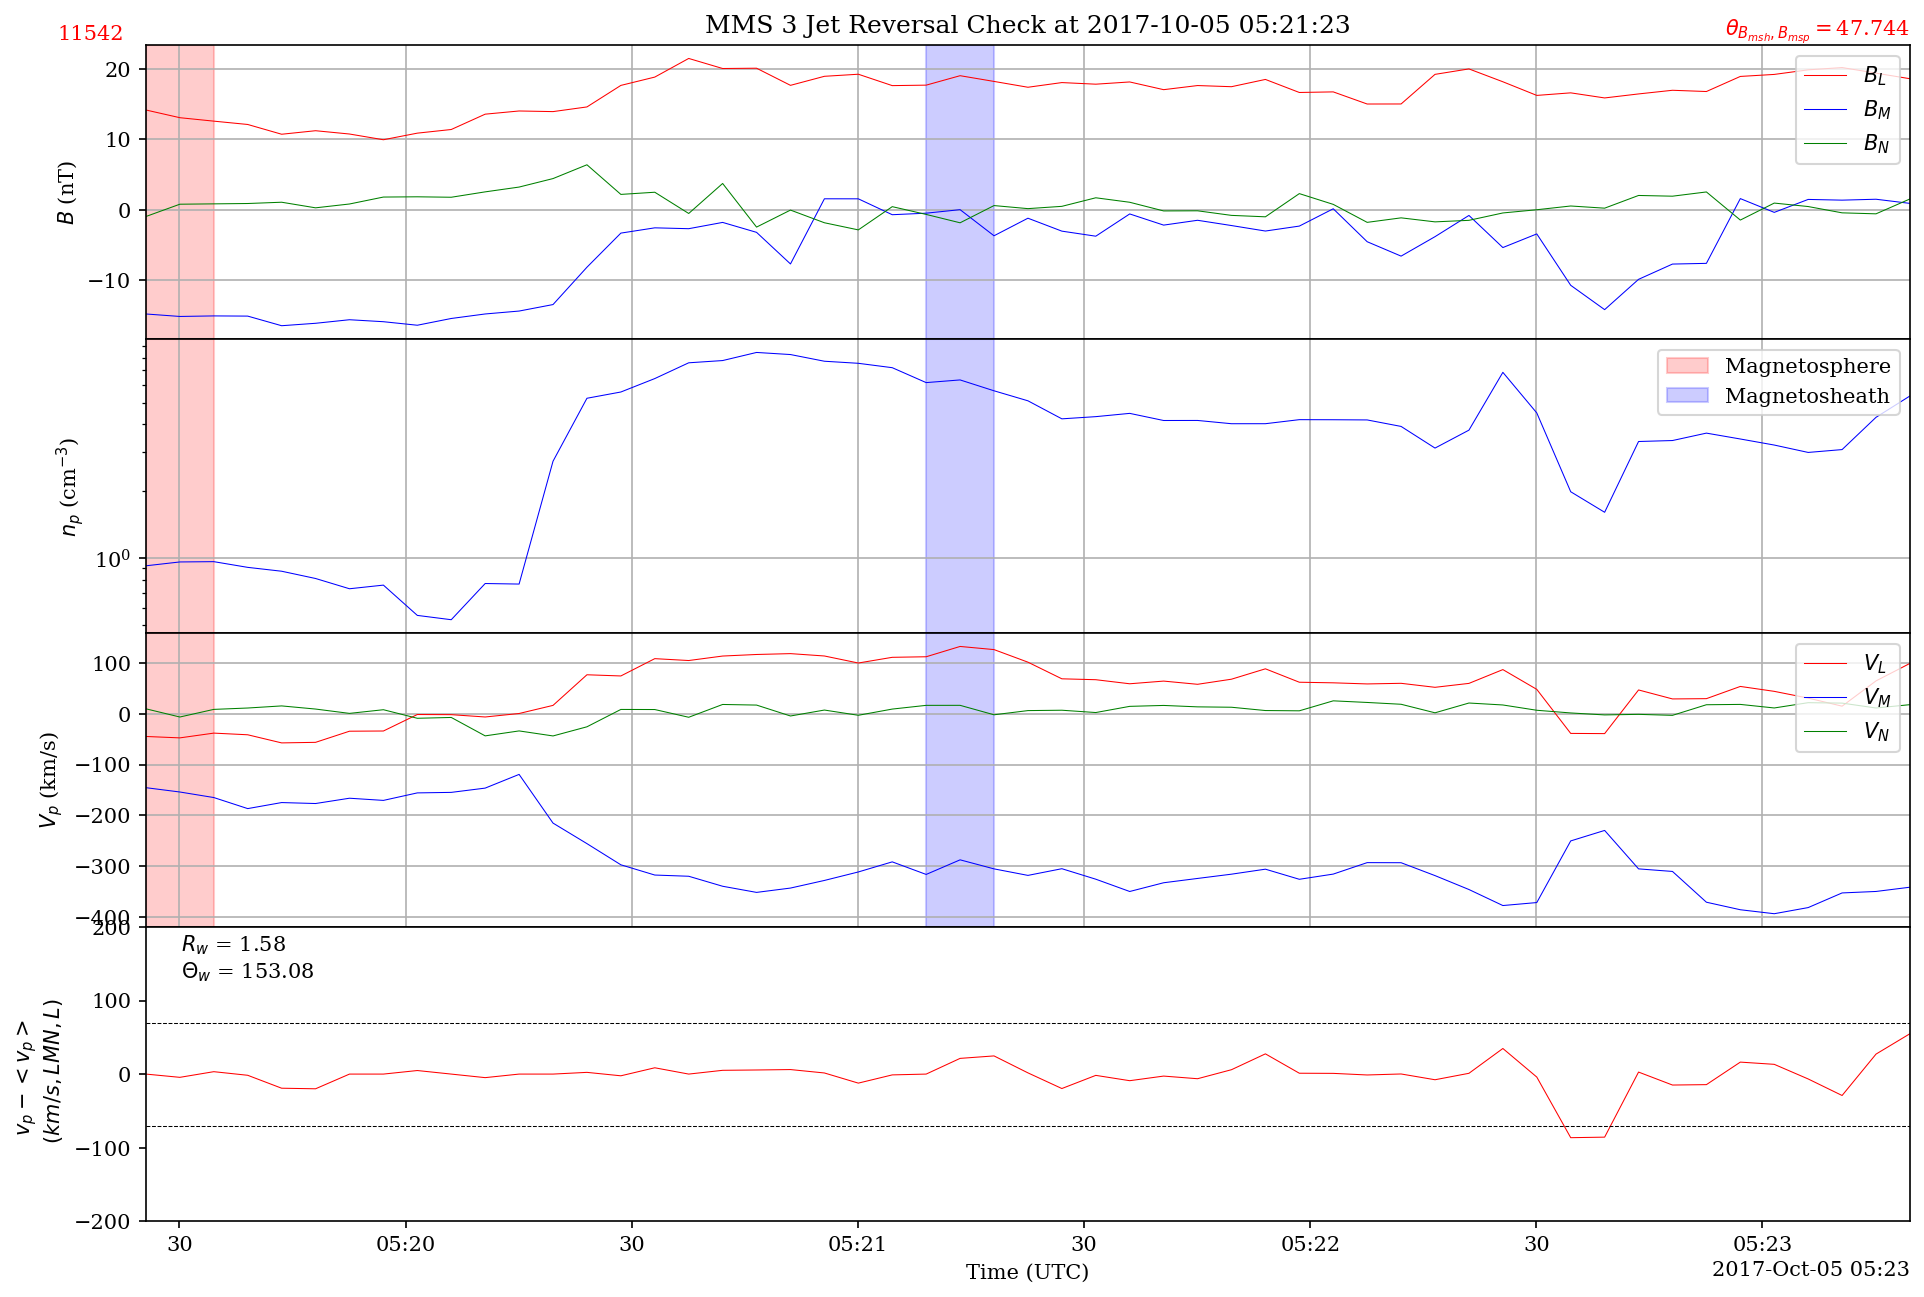 MMS 3 Jet Reversal Check at 2017-10-05 05:21:23
11542
θ_{B_{msh}, B_{msp}} = 47.744
20
10
0
−10
B (nT)
B_L
B_M
B_N
10^0
n_p (cm^{−3})
Magnetosphere
Magnetosheath
100
0
−100
−200
−300
−400
V_p (km/s)
V_L
V_M
V_N
200
100
0
−100
−200
v_p − < v_p >
(km/s, LMN, L)
R_w = 1.58
Θ_w = 153.08
30
05:20
30
05:21
30
05:22
30
05:23
Time (UTC)
2017-Oct-05 05:23